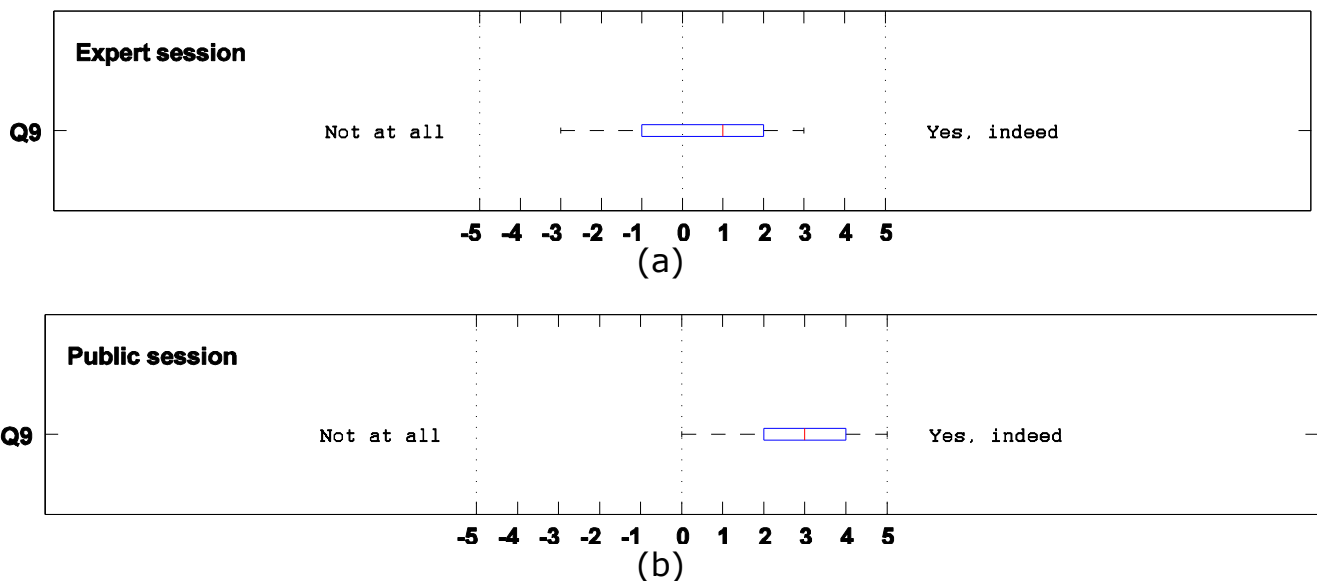 Expert session
Q9 Not at all Yes, indeed
-5 -4 -3 -2 -1 0 1 2 3 4 5
(a)
Public session
Q9 Not at all Yes, indeed
-5 -4 -3 -2 -1 0 1 2 3 4 5
(b)